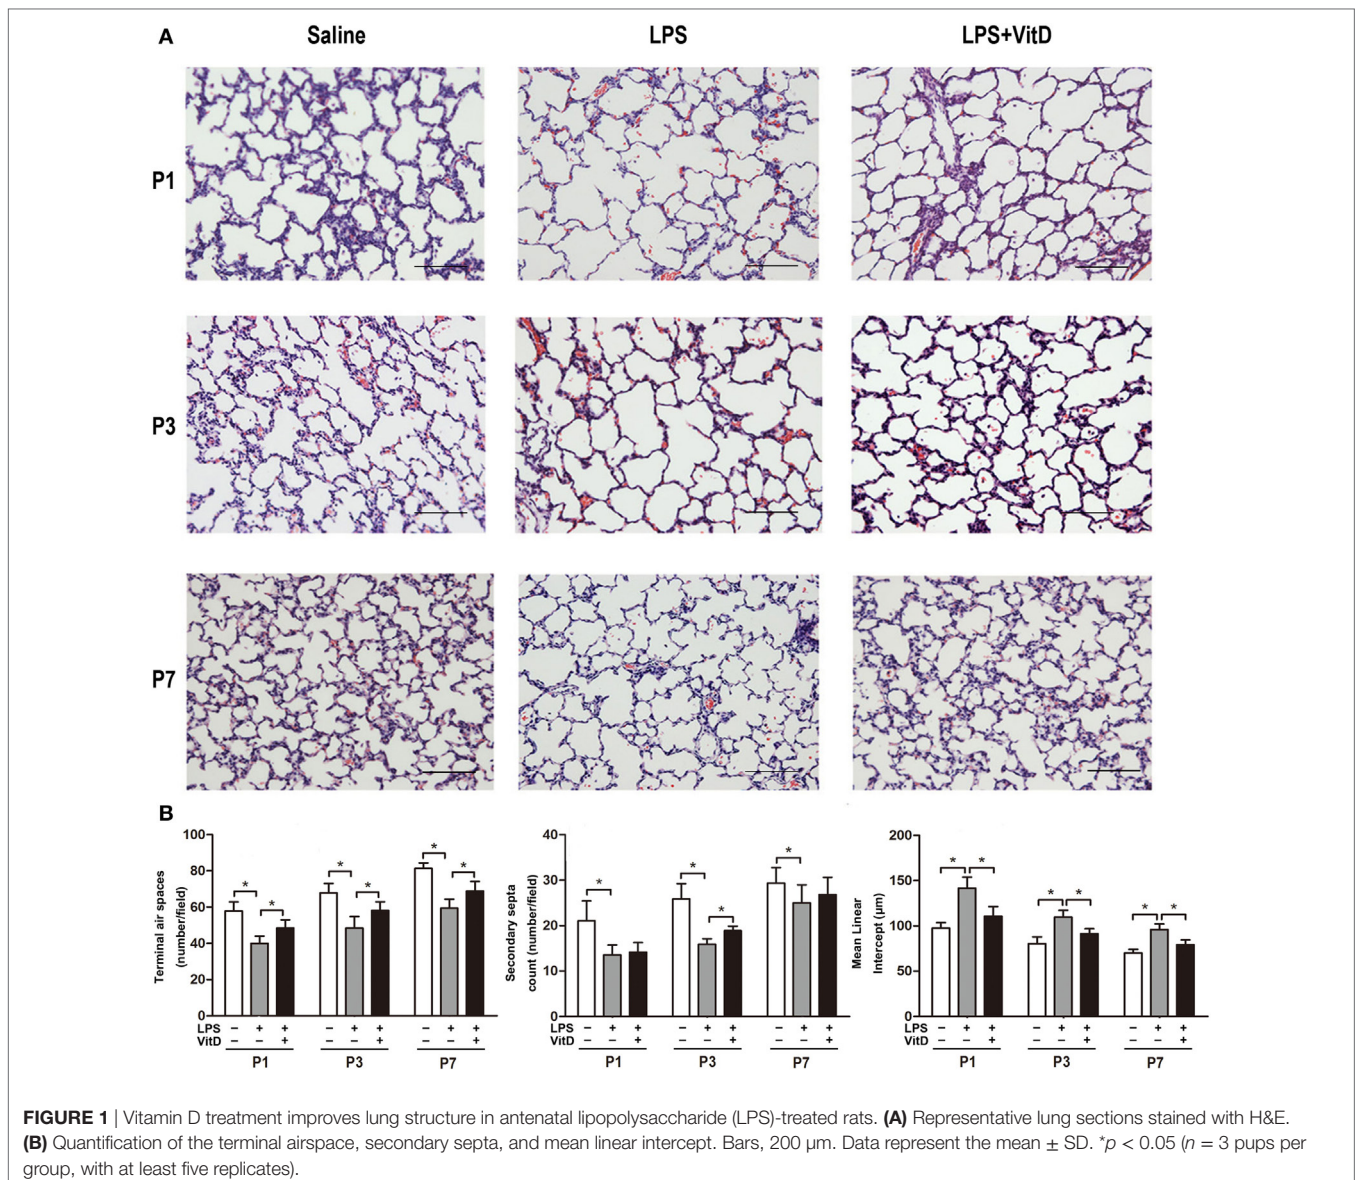 A
Saline
LPS
LPS+VitD
P1
P3
P7
B
Terminal air spaces
(number/field)
100
80
60
40
20
0
* * * * * *
LPS – + + – + + – + +
VitD – – + – – + – – +
P1 P3 P7
Secondary septa
count (number/field)
40
30
20
10
0
* * * *
– + + – + + – + +
– – + – – + – – +
P1 P3 P7
Mean Linear
Intercept (μm)
200
150
100
50
0
* * * * * *
LPS – + + – + + – + +
VitD – – + – – + – – +
P1 P3 P7
FIGURE 1 | Vitamin D treatment improves lung structure in antenatal lipopolysaccharide (LPS)-treated rats. (A) Representative lung sections stained with H&E.
(B) Quantification of the terminal airspace, secondary septa, and mean linear intercept. Bars, 200 μm. Data represent the mean ± SD. *p < 0.05 (n = 3 pups per
group, with at least five replicates).